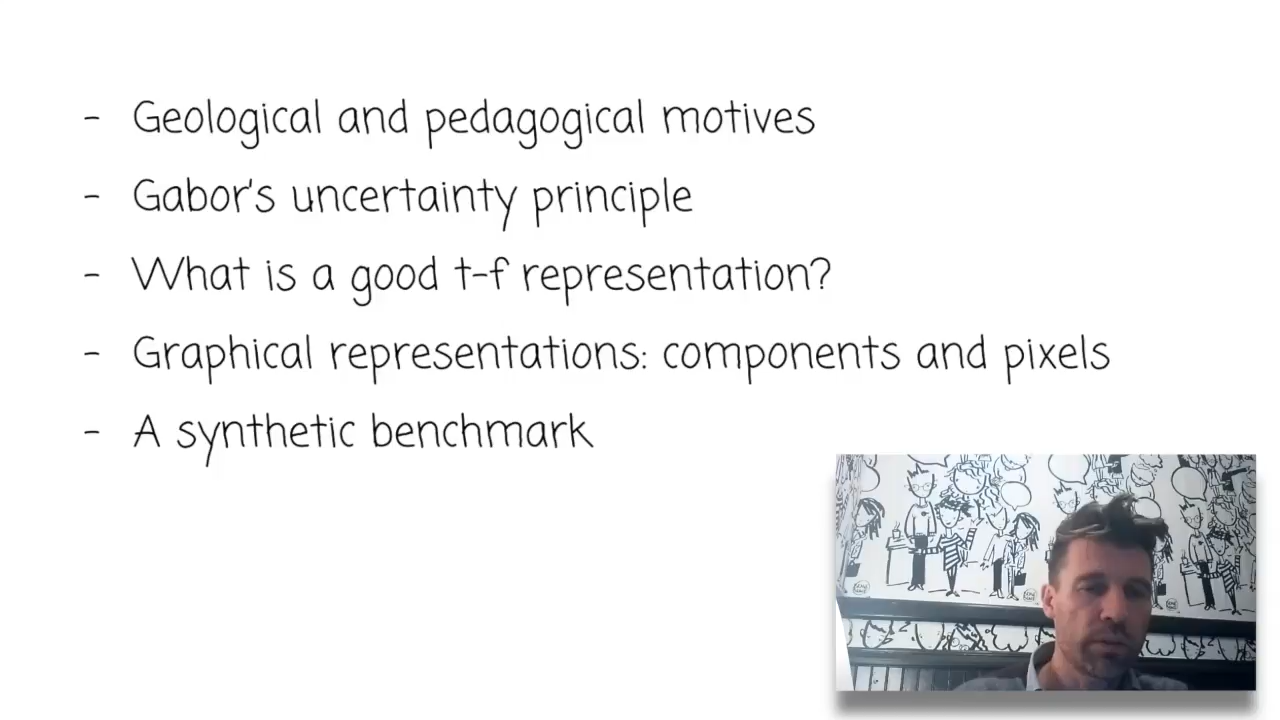 - Geological and pedagogical motives
- Gabor's uncertainty principle
- What is a good t-f representation?
- Graphical representations: components and pixels
- A synthetic benchmark